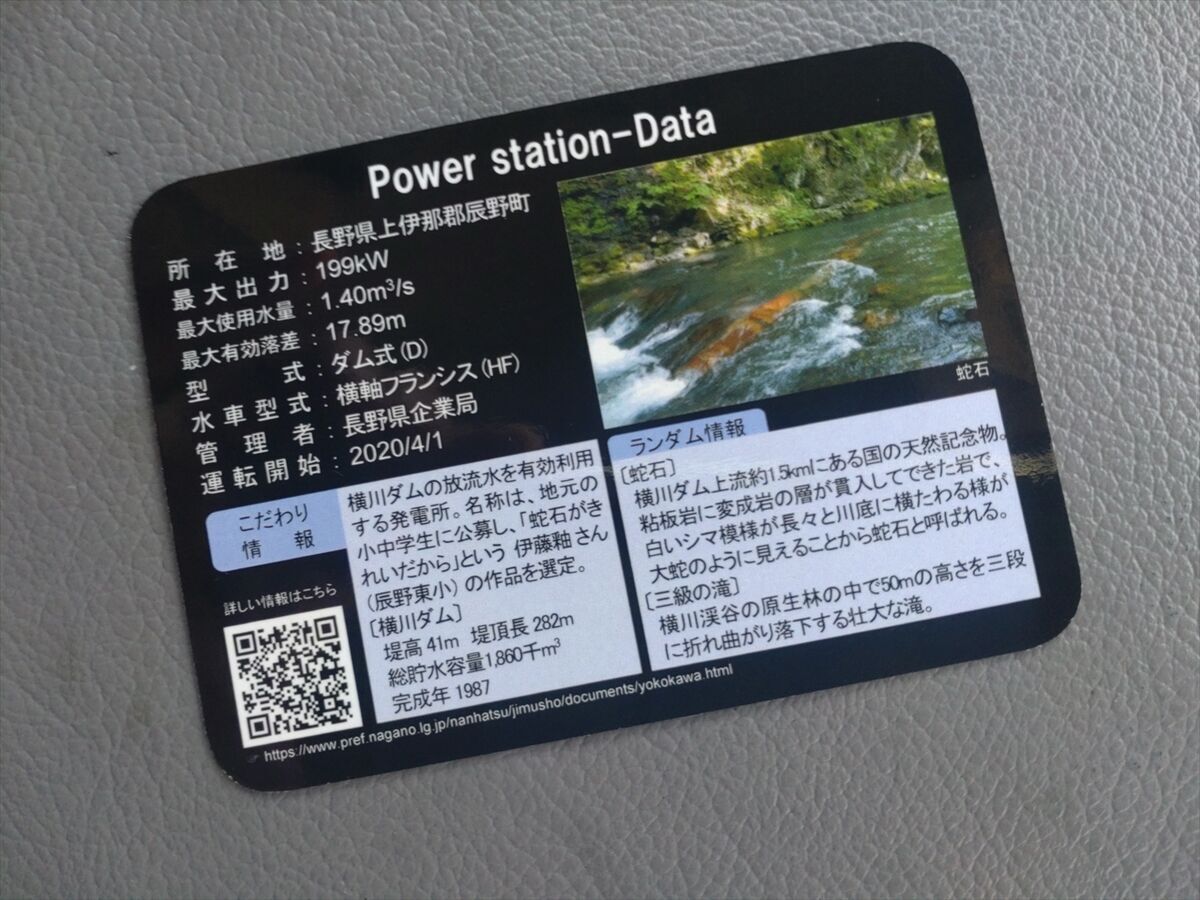 Power station-Data
所在地：長野県上伊那郡辰野町
最大出力：199kW
最大使用水量：1.40m³/s
最大有効落差：17.89m
型式：ダム式(D)
水車型式：横軸フランシス(HF)
管理者：長野県企業局
運転開始：2020/4/1
蛇石
こだわり
情報
横川ダムの放流水を有効利用
する発電所。名称は、地元の
小中学生に公募し、「蛇石がき
れいだから」という 伊藤釉さん
(辰野東小)の作品を選定。
[横川ダム]
堤高 41m 堤頂長 282m
総貯水容量1,860千m³
完成年 1987
ランダム情報
[蛇石]
横川ダム上流約1.5kmにある国の天然記念物。
粘板岩に変成岩の層が貫入してできた岩で、
白いシマ模様が長々と川底に横たわる様が
大蛇のように見えることから蛇石と呼ばれる。
[三級の滝]
横川渓谷の原生林の中で50mの高さを三段
に折れ曲がり落下する壮大な滝。
詳しい情報はこちら
https://www.pref.nagano.lg.jp/nanhatsu/jimusho/documents/yokokawa.html